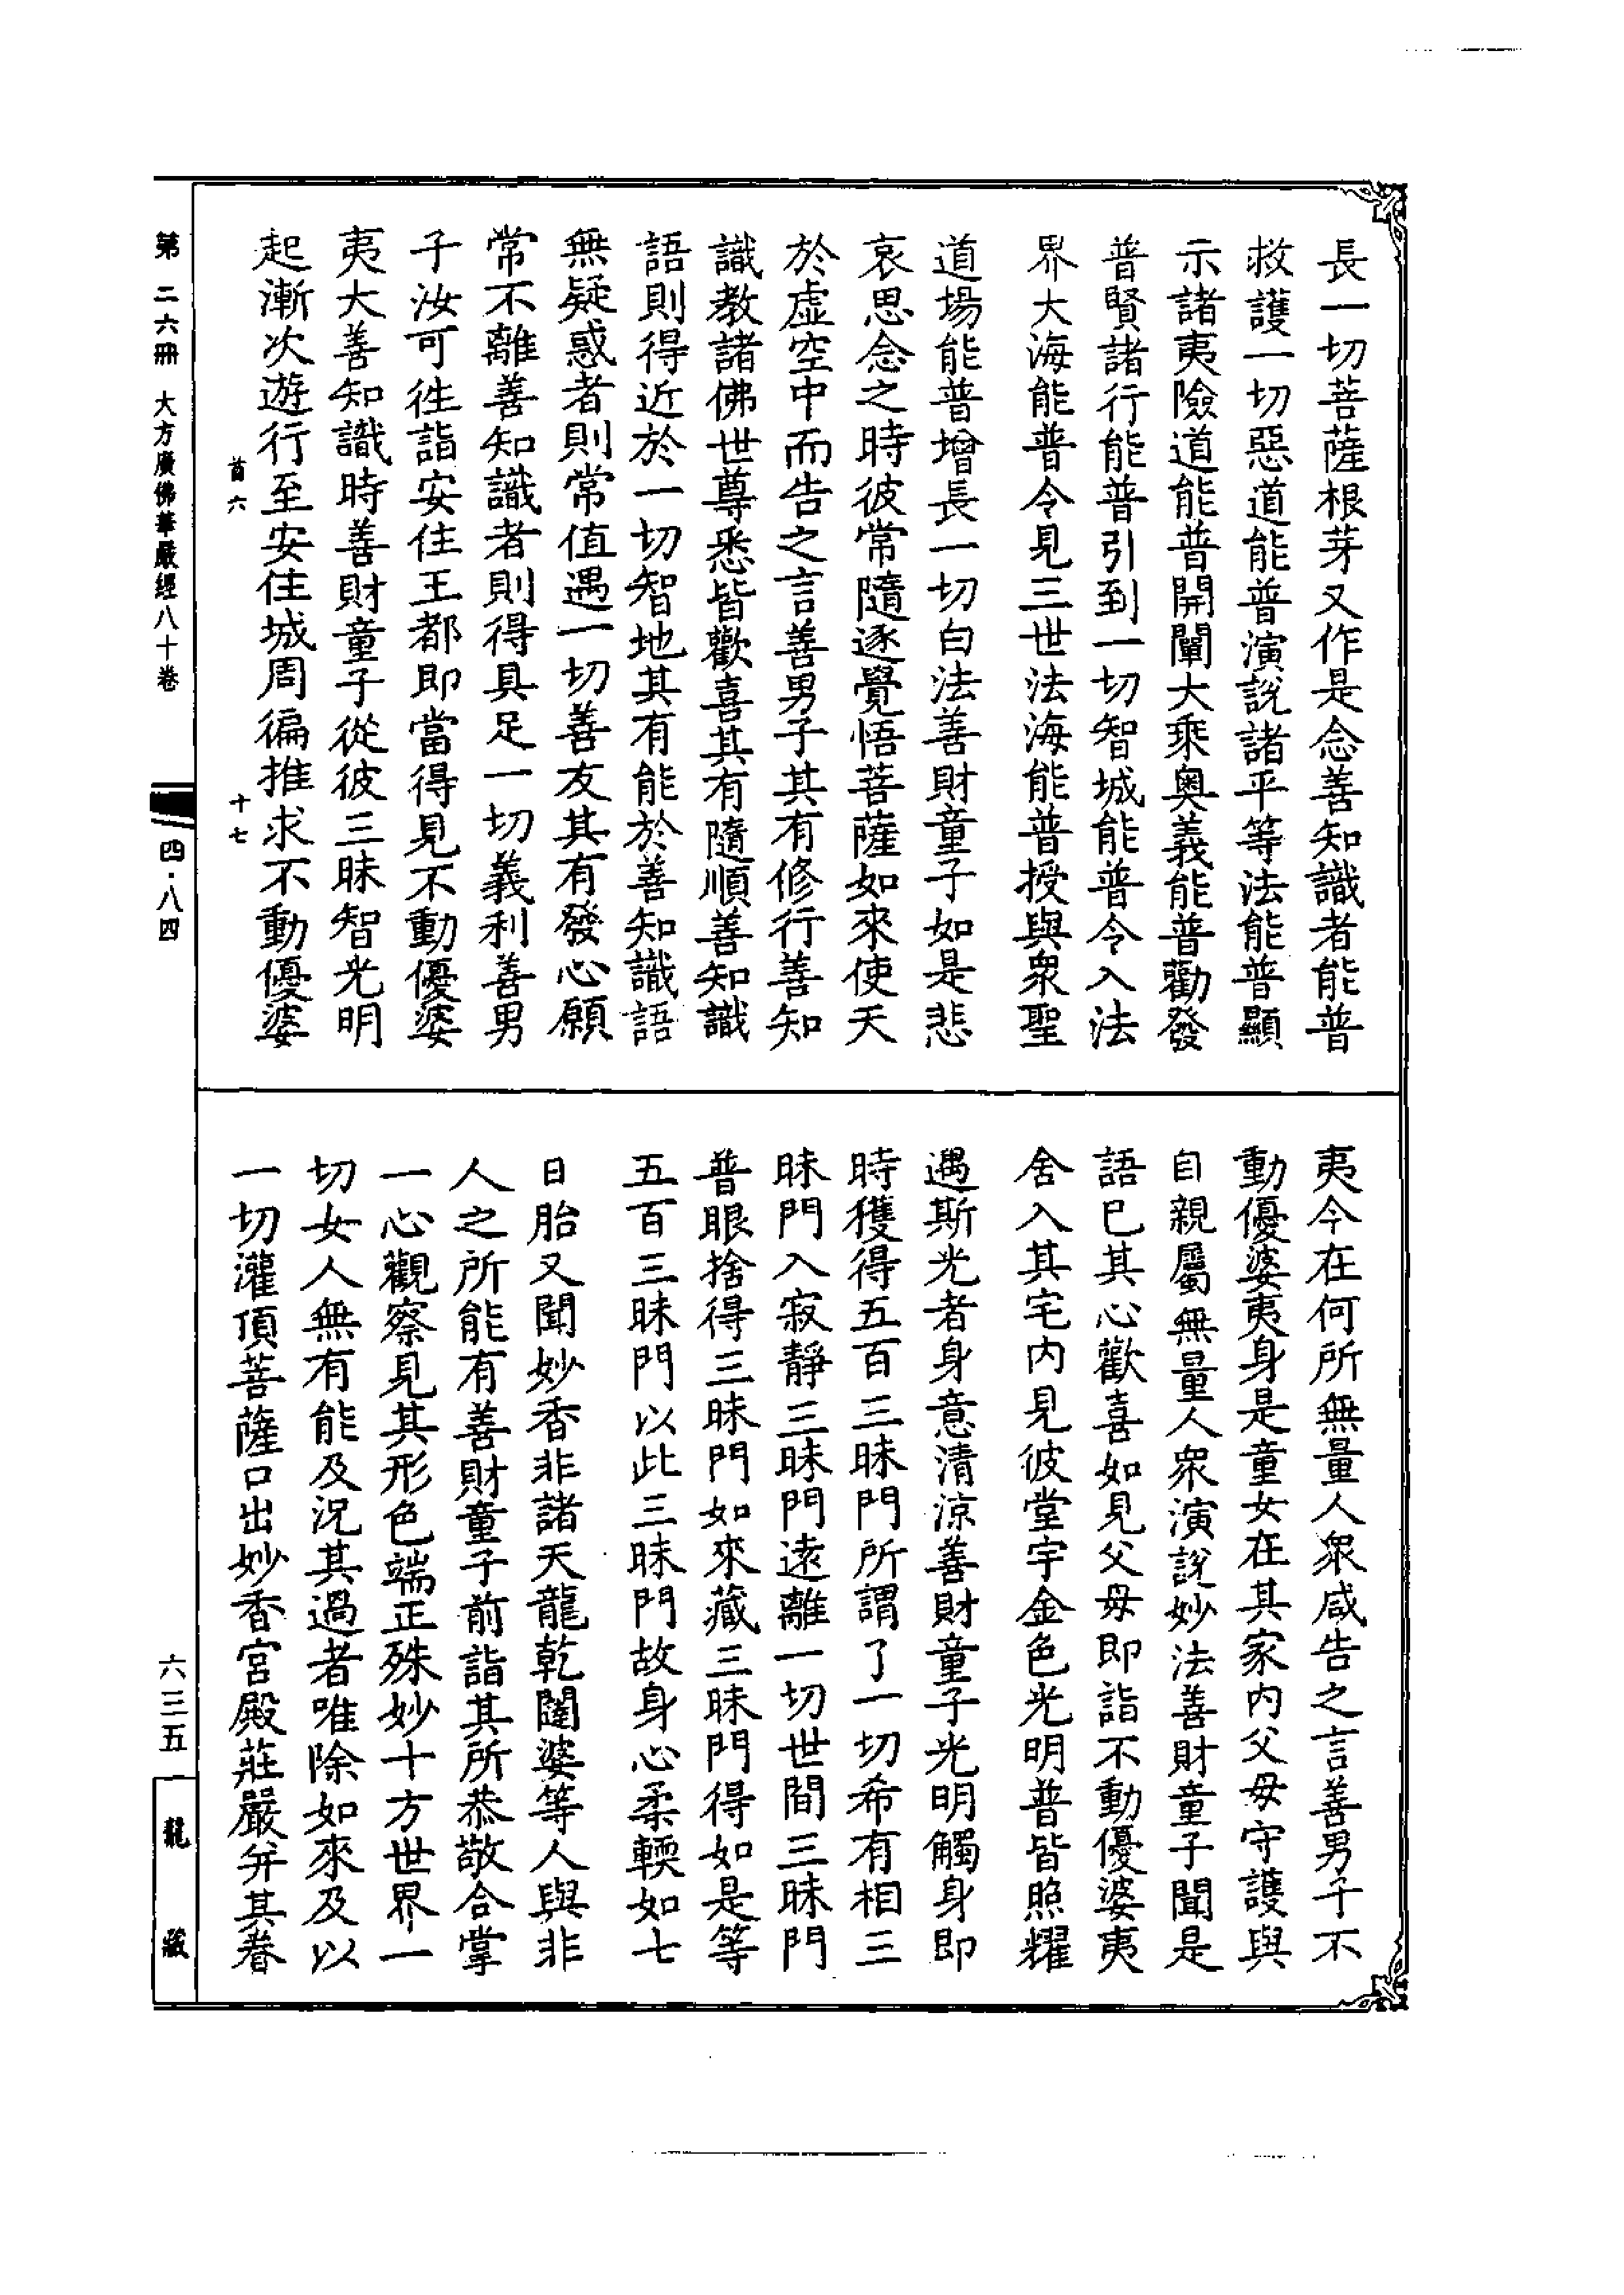 長一切菩薩根芽又作是念善知識者能普
救護一切惡道能普演說諸平等法能普顯
示諸夷險道能普開闡大乘奧義能普勸發
普賢諸行能普引到一切智城能普令入法
界大海能普令見三世法海能普授與眾聖
道場能普增長一切白法善財童子如是悲
哀思念之時彼常隨逐覺悟菩薩如來使天
於虛空中而告之言善男子其有修行善知
識教諸佛世尊悉皆歡喜其有隨順善知識
語則得近於一切智地其有能於善知識語
無疑惑者則常值遇一切善友其有發心願
常不離善知識者則得具足一切義利善男
子汝可往詣安住王都即當得見不動優婆
夷大善知識時善財童子從彼三昧智光明
起漸次遊行至安住城周徧推求不動優婆
首六 十七
夷今在何所無量人眾咸告之言善男子不
動優婆夷身是童女在其家內父母守護與
自親屬無量人眾演說妙法善財童子聞是
語已其心歡喜如見父母即詣不動優婆夷
舍入其宅內見彼堂宇金色光明普皆照耀
遇斯光者身意清涼善財童子光明觸身即
時獲得五百三昧門所謂了一切希有相三
昧門入寂靜三昧門遠離一切世間三昧門
普眼捨得三昧門如來藏三昧門得如是等
五百三昧門以此三昧門故身心柔輭如七
日胎又聞妙香非諸天龍乾闥婆等人與非
人之所能有善財童子前詣其所恭敬合掌
一心觀察見其形色端正殊妙十方世界一
切女人無有能及況其過者唯除如來及以
一切灌頂菩薩口出妙香宮殿莊嚴并其眷
第二六冊 大方廣佛華嚴經八十卷 四·八四 六三五 龍藏